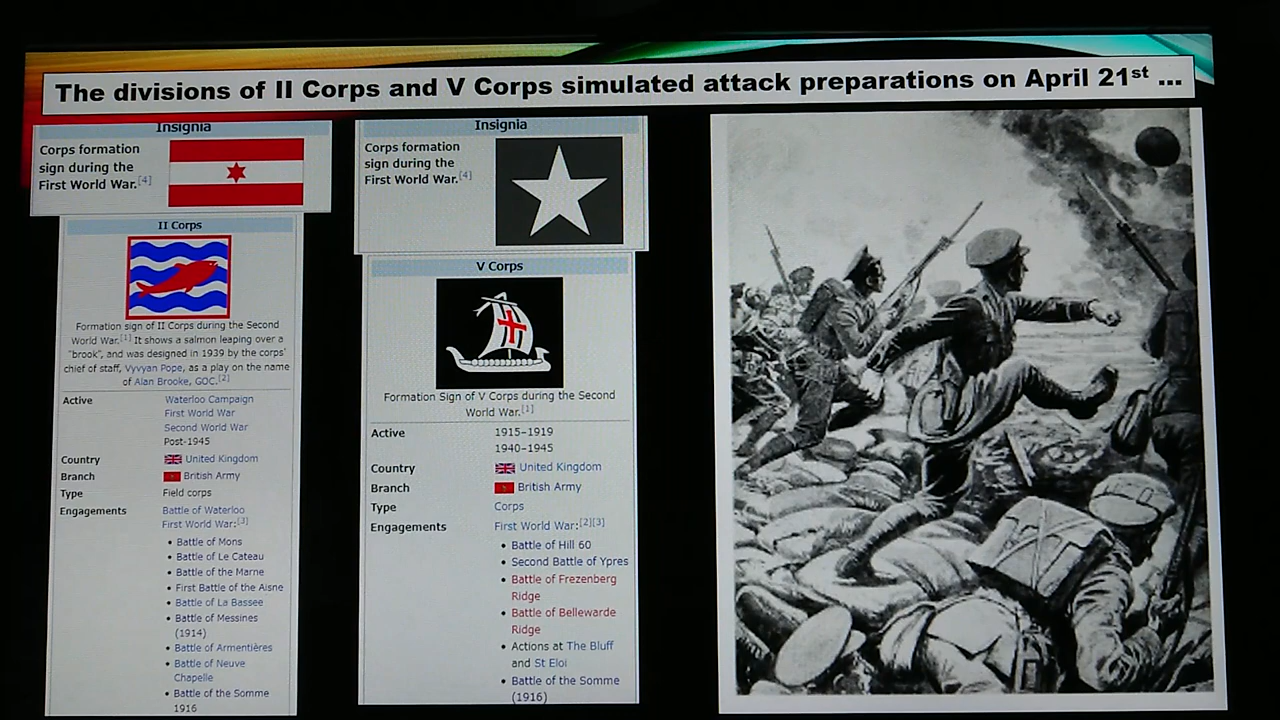 The divisions of II Corps and V Corps simulated attack preparations on April 21st ...
Insignia
Corps formation
sign during the
First World War.[4]
II Corps
Formation sign of II Corps during the Second
World War.[1] It shows a salmon leaping over a
"brook", and was designed in 1939 by the corps'
chief of staff, Vyvyan Pope, as a play on the name
of Alan Brooke, GOC.[2]
Active Waterloo Campaign
First World War
Second World War
Post-1945
Country United Kingdom
Branch British Army
Type Field corps
Engagements Battle of Waterloo
First World War:[3]
• Battle of Mons
• Battle of Le Cateau
• Battle of the Marne
• First Battle of the Aisne
• Battle of La Bassee
• Battle of Messines
(1914)
• Battle of Armentières
• Battle of Neuve
Chapelle
• Battle of the Somme
1916
Insignia
Corps formation
sign during the
First World War.[4]
V Corps
Formation Sign of V Corps during the Second
World War.[1]
Active 1915–1919
1940–1945
Country United Kingdom
Branch British Army
Type Corps
Engagements First World War:[2][3]
• Battle of Hill 60
• Second Battle of Ypres
• Battle of Frezenberg
Ridge
• Battle of Bellewarde
Ridge
• Actions at The Bluff
and St Eloi
• Battle of the Somme
(1916)